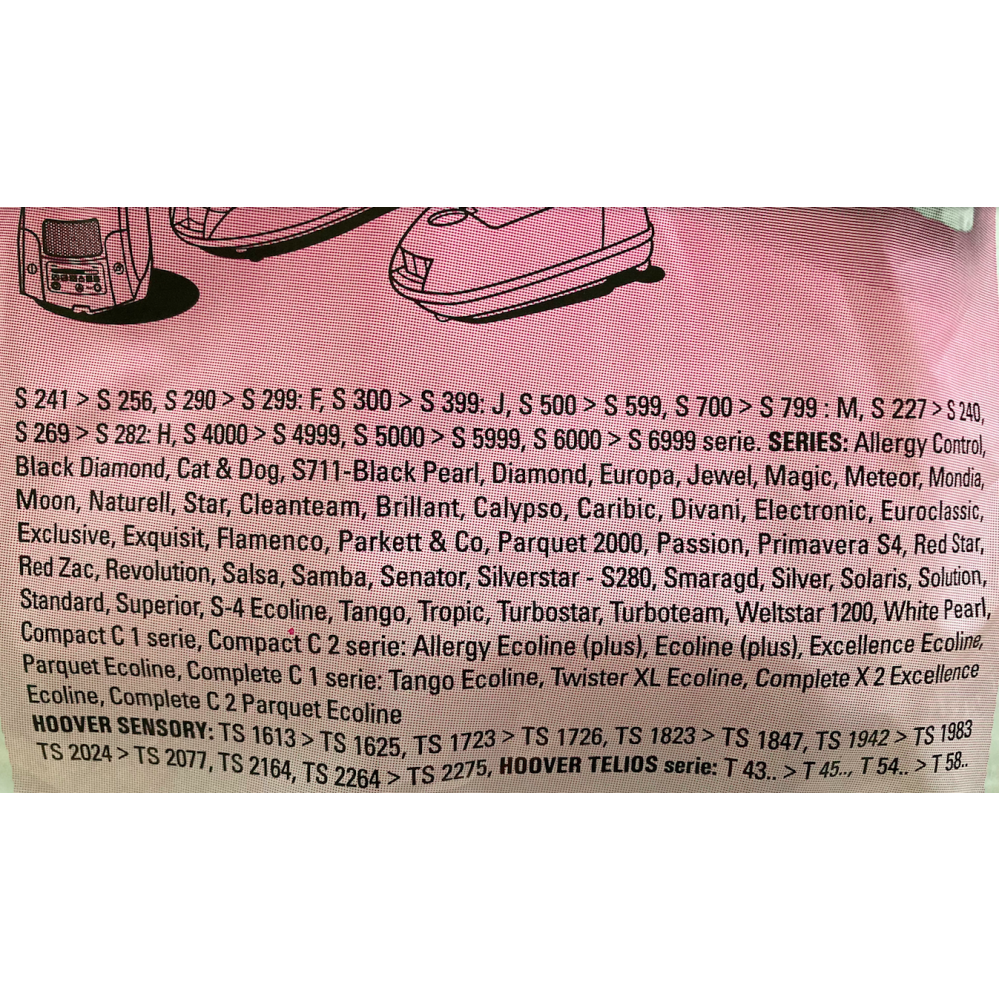 S 241 > S 256, S 290 > S 299: F, S 300 > S 399: J, S 500 > S 599, S 700 > S 799 : M, S 227 > S 240,
S 269 > S 282: H, S 4000 > S 4999, S 5000 > S 5999, S 6000 > S 6999 serie. SERIES: Allergy Control,
Black Diamond, Cat & Dog, S711-Black Pearl, Diamond, Europa, Jewel, Magic, Meteor, Mondia,
Moon, Naturell, Star, Cleanteam, Brillant, Calypso, Caribic, Divani, Electronic, Euroclassic,
Exclusive, Exquisit, Flamenco, Parkett & Co, Parquet 2000, Passion, Primavera S4, Red Star,
Red Zac, Revolution, Salsa, Samba, Senator, Silverstar - S280, Smaragd, Silver, Solaris, Solution,
Standard, Superior, S-4 Ecoline, Tango, Tropic, Turbostar, Turboteam, Weltstar 1200, White Pearl,
Compact C 1 serie, Compact C 2 serie: Allergy Ecoline (plus), Ecoline (plus), Excellence Ecoline,
Parquet Ecoline, Complete C 1 serie: Tango Ecoline, Twister XL Ecoline, Complete X 2 Excellence
Ecoline, Complete C 2 Parquet Ecoline
HOOVER SENSORY: TS 1613 > TS 1625, TS 1723 > TS 1726, TS 1823 > TS 1847, TS 1942 > TS 1983
TS 2024 > TS 2077, TS 2164, TS 2264 > TS 2275, HOOVER TELIOS serie: T 43.. > T 45.., T 54.. > T 58..